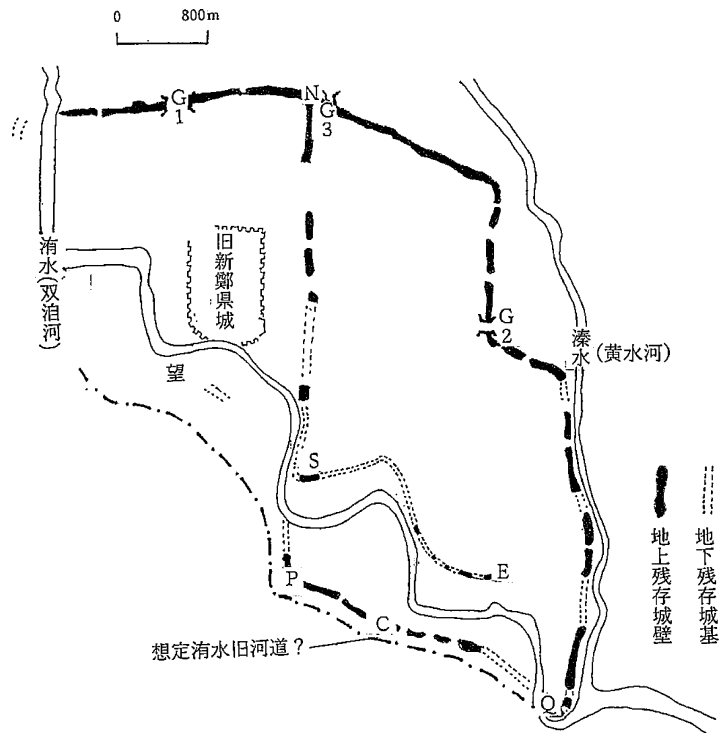 0 800m
G
1
N
G
3
洧水(双泊河)
旧新鄭県城
G
2
溱水(黄水河)
望
S
E
P
C
Q
想定洧水旧河道？
地上残存城壁
地下残存城基